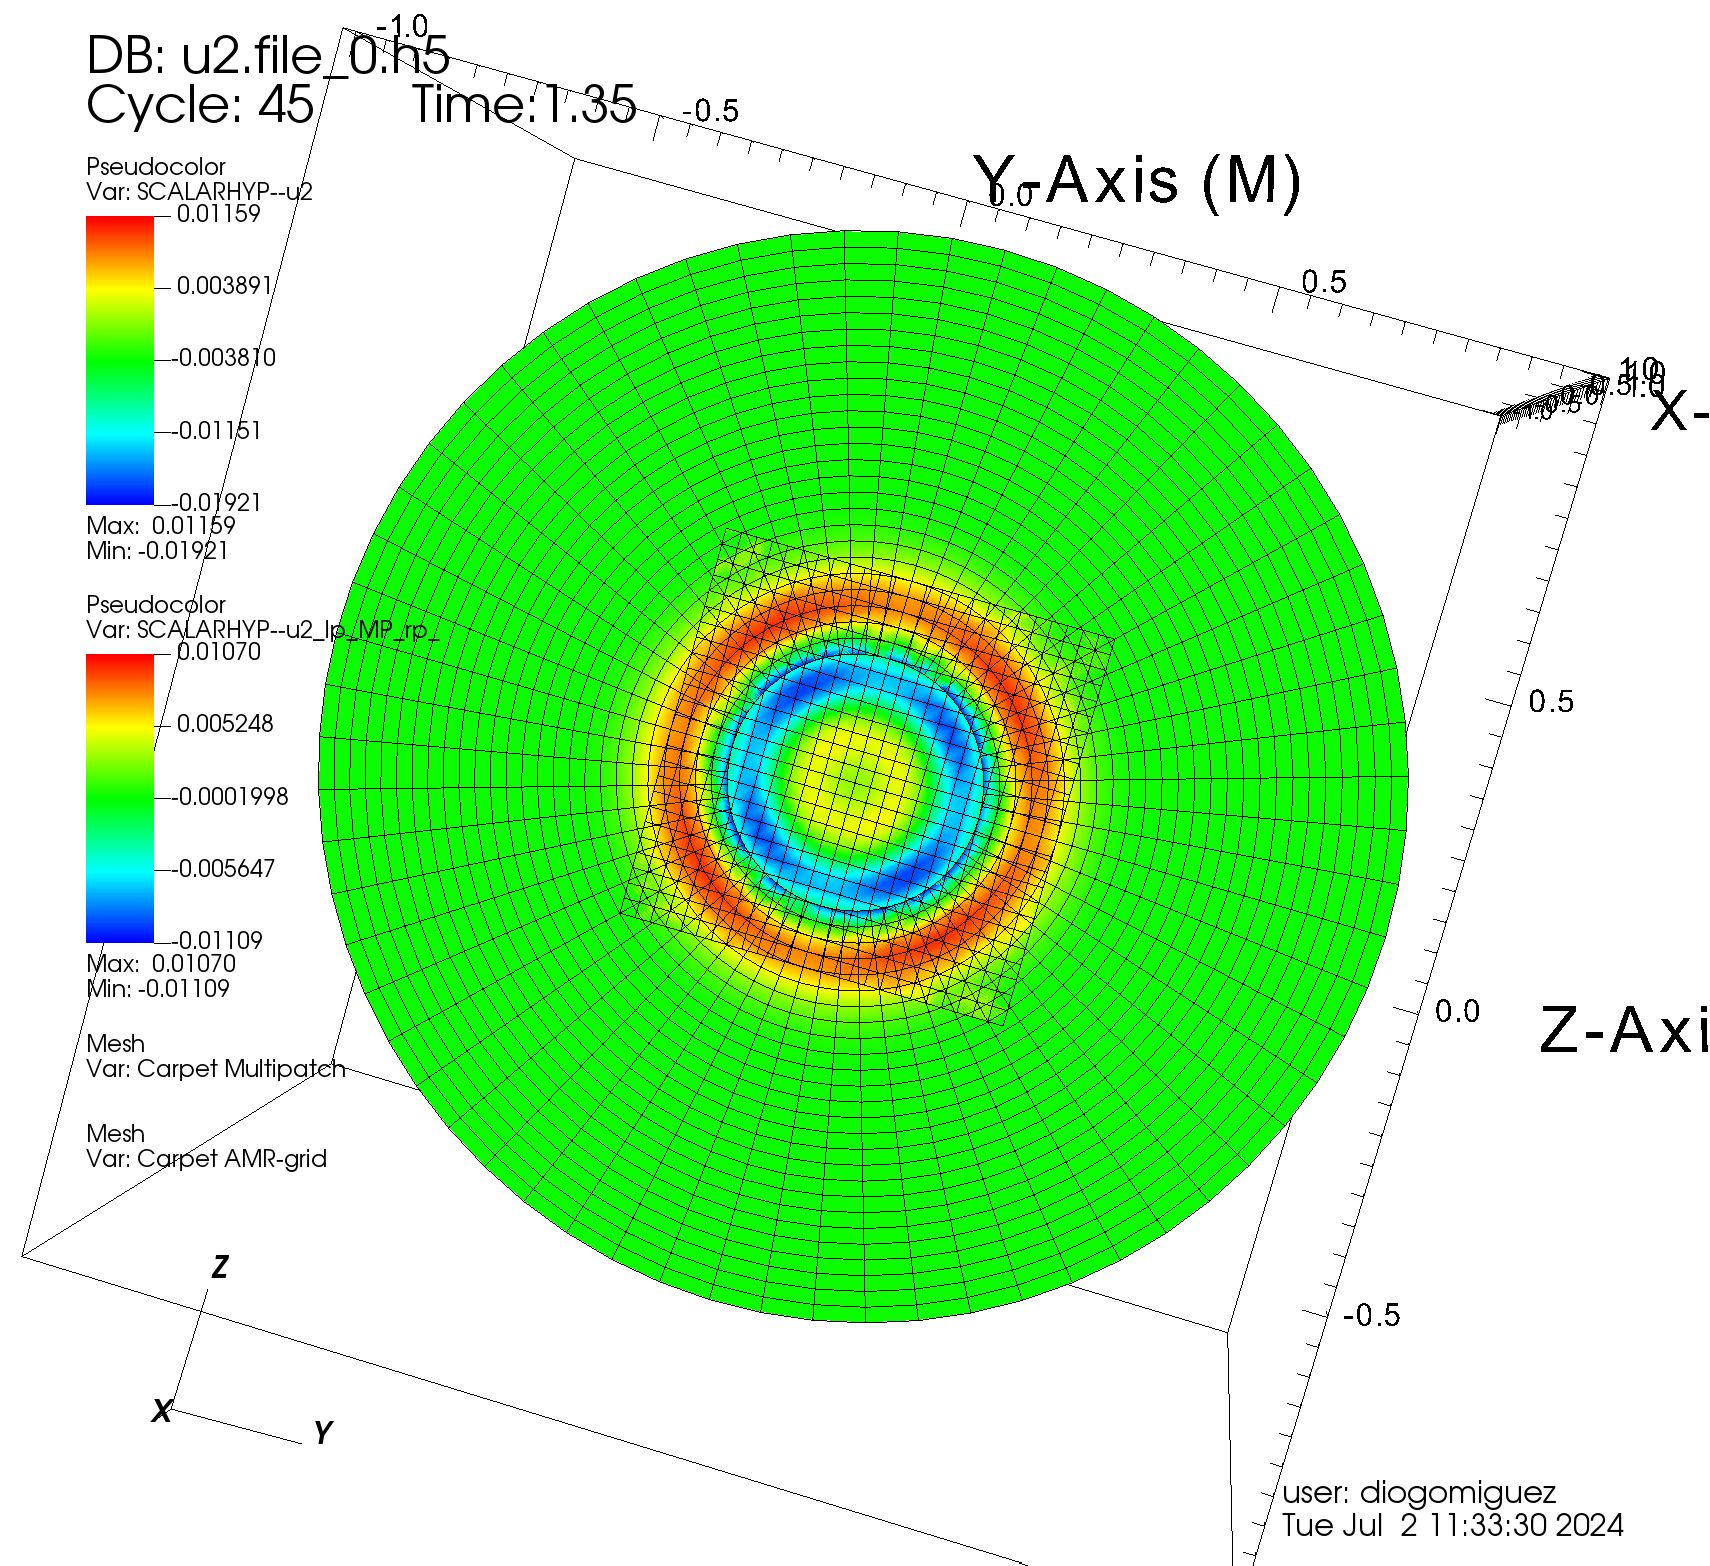 DB: u2.file_0.h5
Cycle: 45 Time:1.35
Pseudocolor
Var: SCALARHYP--u2
0.01159
0.003891
-0.003810
-0.01151
-0.01921
Max: 0.01159
Min: -0.01921
Pseudocolor
Var: SCALARHYP--u2_lp_MP_rp_
0.01070
0.005248
-0.0001998
-0.005647
-0.01109
Max: 0.01070
Min: -0.01109
Mesh
Var: Carpet Multipatch
Mesh
Var: Carpet AMR-grid
-1.0
-0.5
0.0
Y-Axis (M)
0.5
1.0
X-
0.5
0.0
Z-Axi
-0.5
Z
X
Y
user: diogomiguez
Tue Jul 2 11:33:30 2024